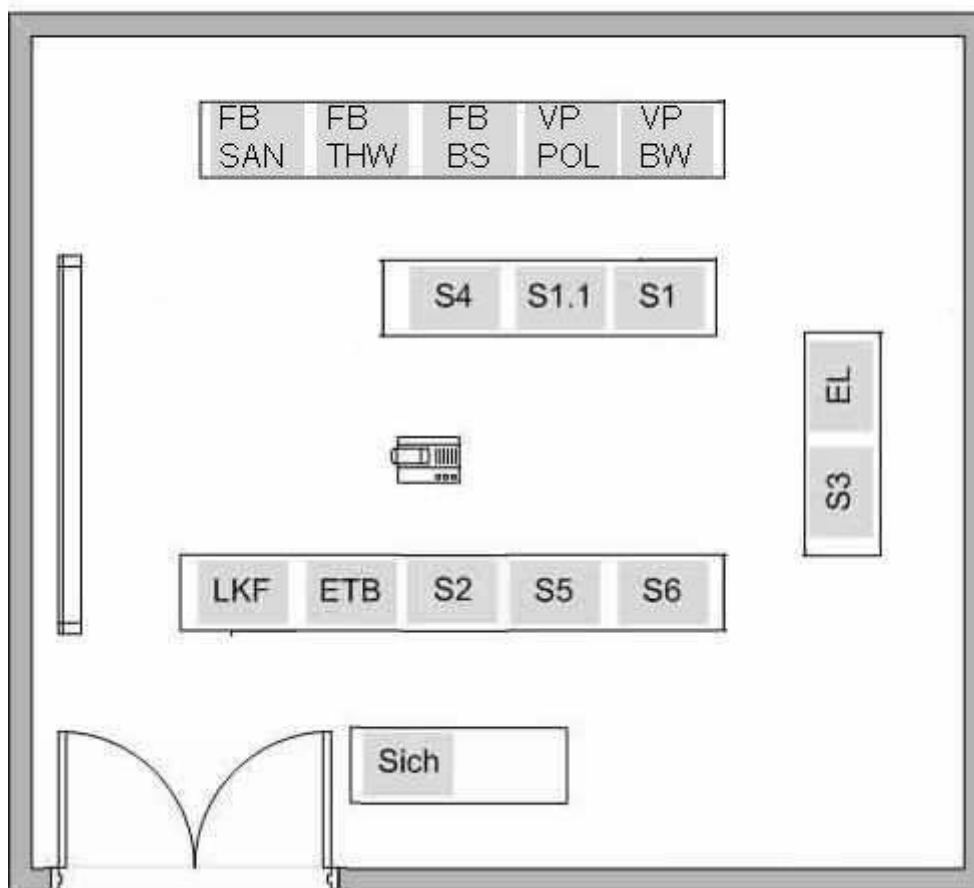 FB FB FB VP VP
SAN THW BS POL BW
S4 S1.1 S1
EL
S3
LKF ETB S2 S5 S6
Sich